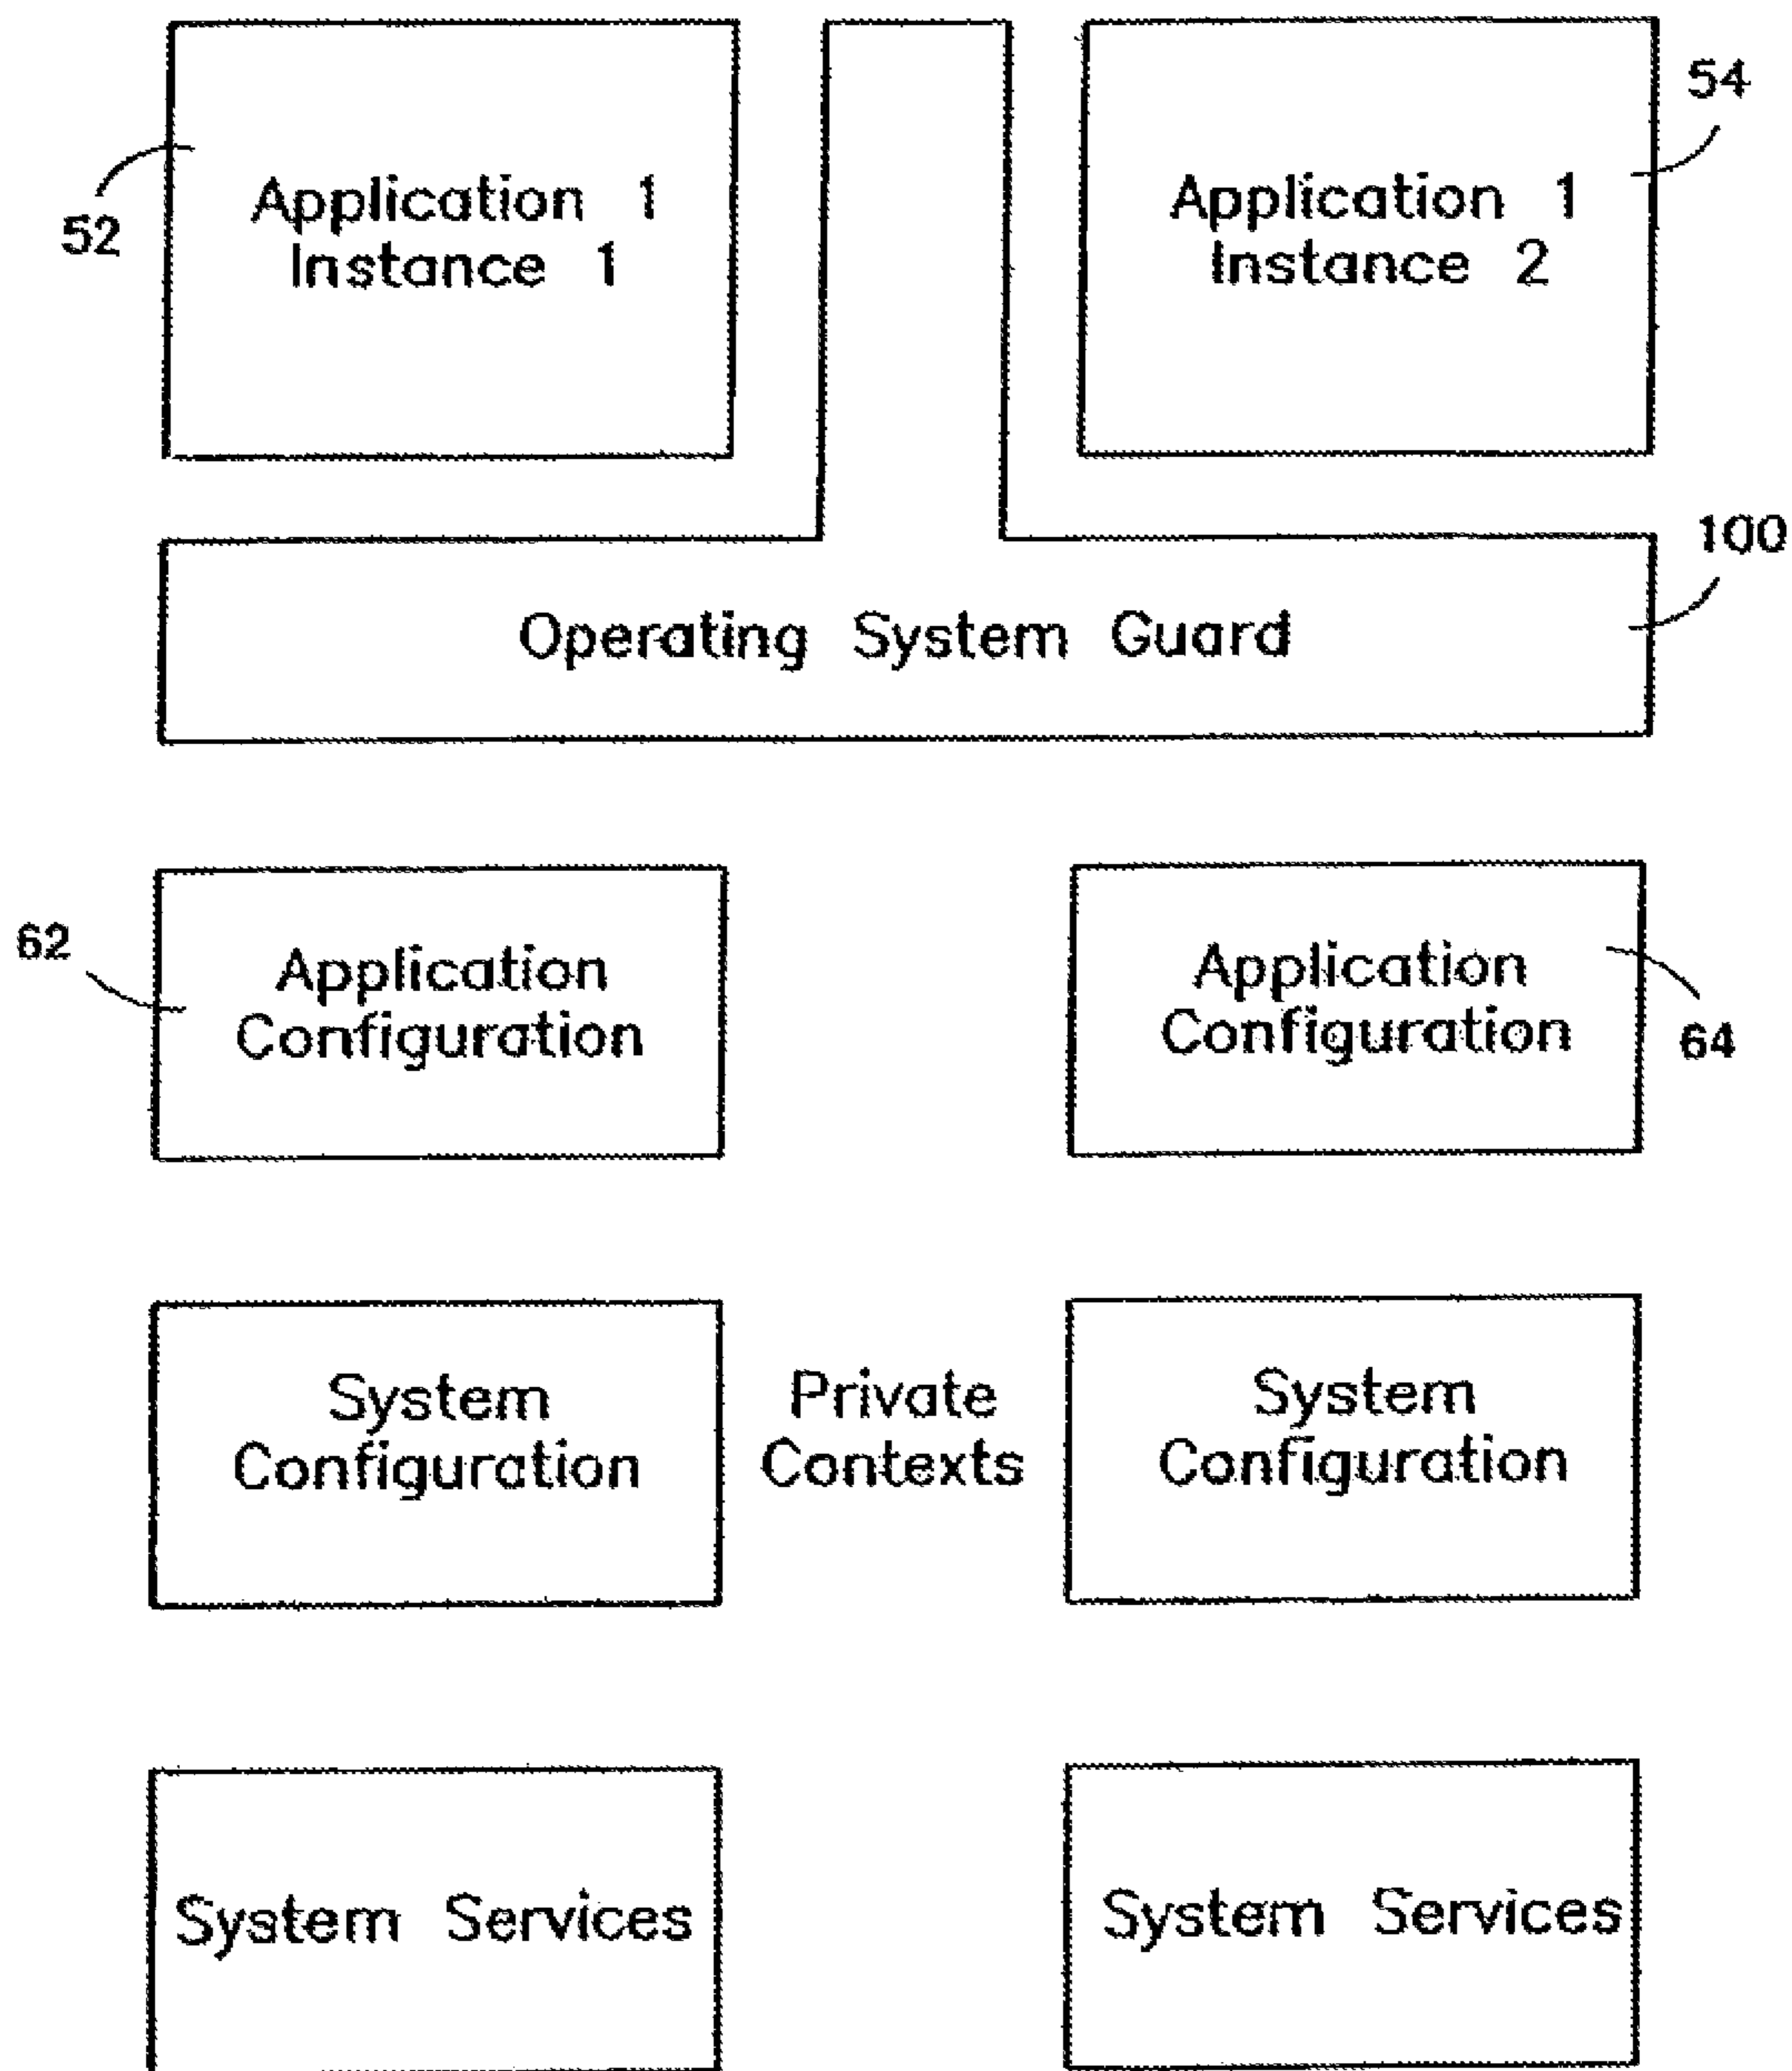 54
Application 1
Instance 1
52
Application 1
Instance 2
100
Operating System Guard
62
Application
Configuration
Application
Configuration
64
System
Configuration
Private
Contexts
System
Configuration
System Services
System Services